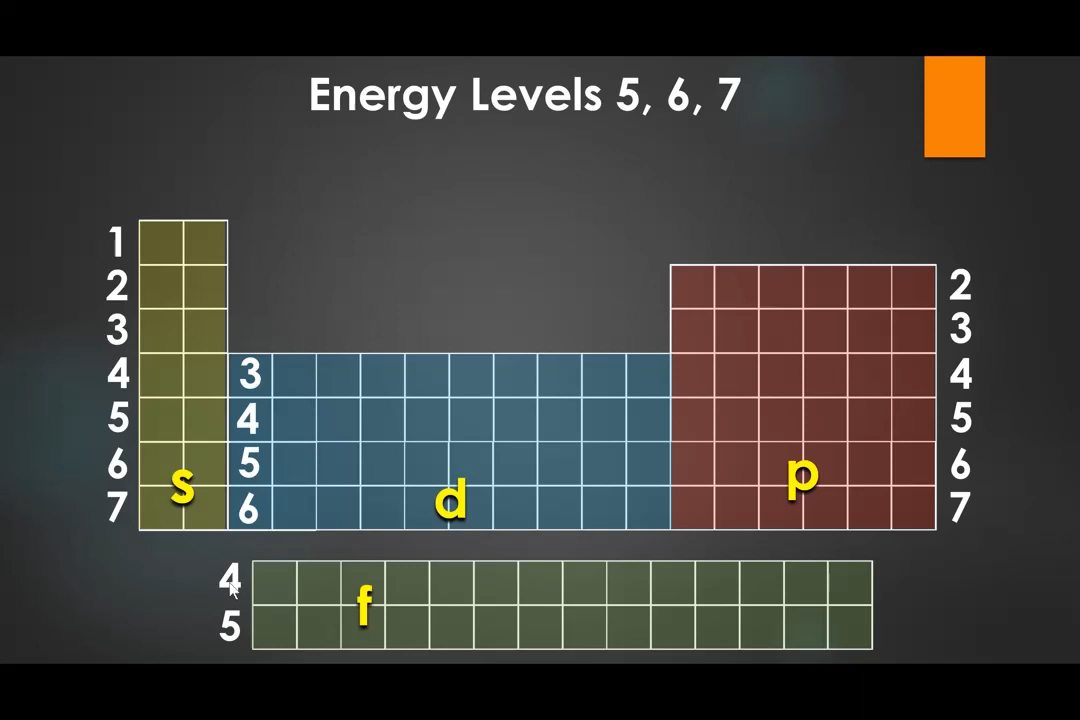 Energy Levels 5, 6, 7
1
2 2
3 3
4 3 4
5 4 5
6 5 6
s d p
7 6 7
4 f
5